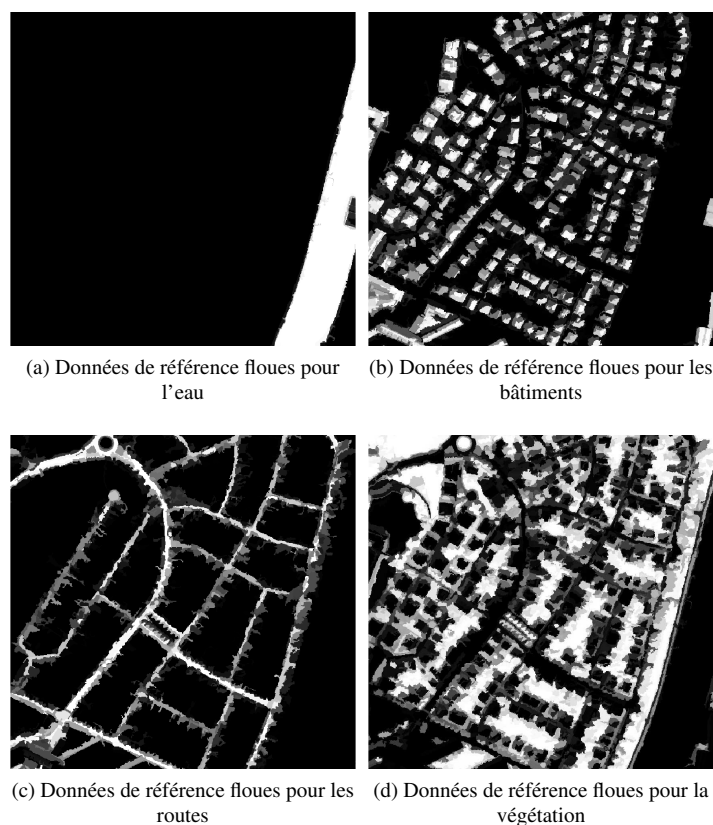 (a) Données de référence floues pour
l'eau
(b) Données de référence floues pour les
bâtiments
(c) Données de référence floues pour les
routes
(d) Données de référence floues pour la
végétation